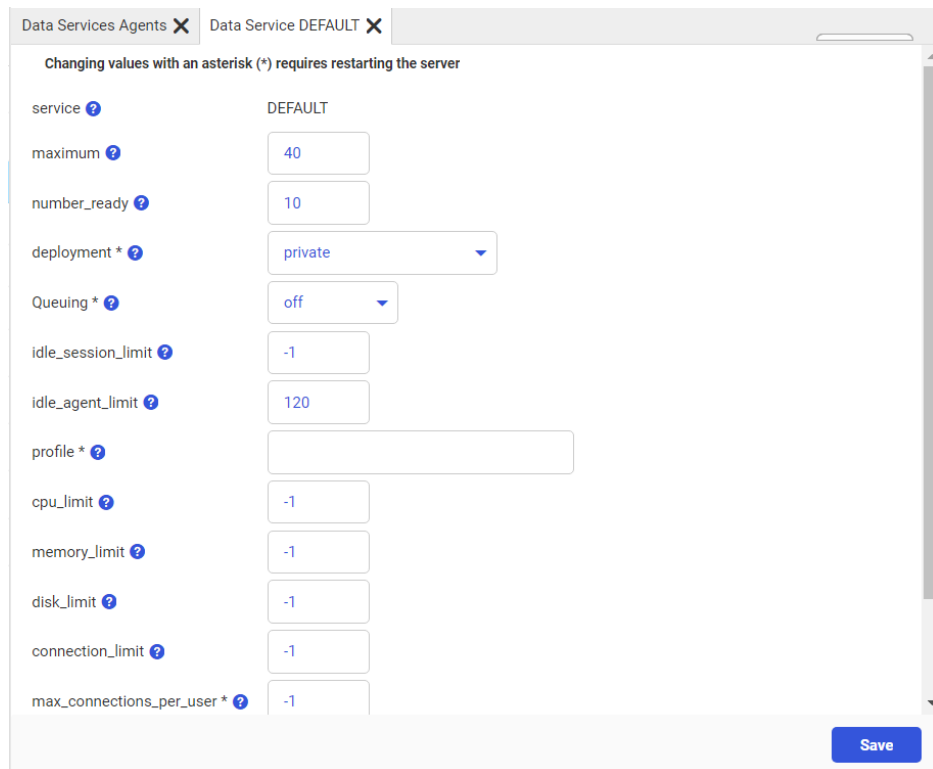 Data Services Agents Data Service DEFAULT
Changing values with an asterisk (*) requires restarting the server
service ? DEFAULT
maximum ? 40
number_ready ? 10
deployment * ? private
Queuing * ? off
idle_session_limit ? -1
idle_agent_limit ? 120
profile * ?
cpu_limit ? -1
memory_limit ? -1
disk_limit ? -1
connection_limit ? -1
max_connections_per_user * ? -1
Save